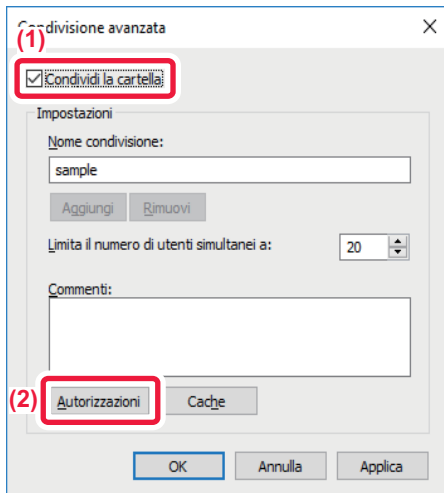 Condivisione avanzata
(1)
Condividi la cartella
Impostazioni
Nome condivisione:
sample
Aggiungi Rimuovi
Limita il numero di utenti simultanei a: 20
Commenti:
(2) Autorizzazioni Cache
OK Annulla Applica